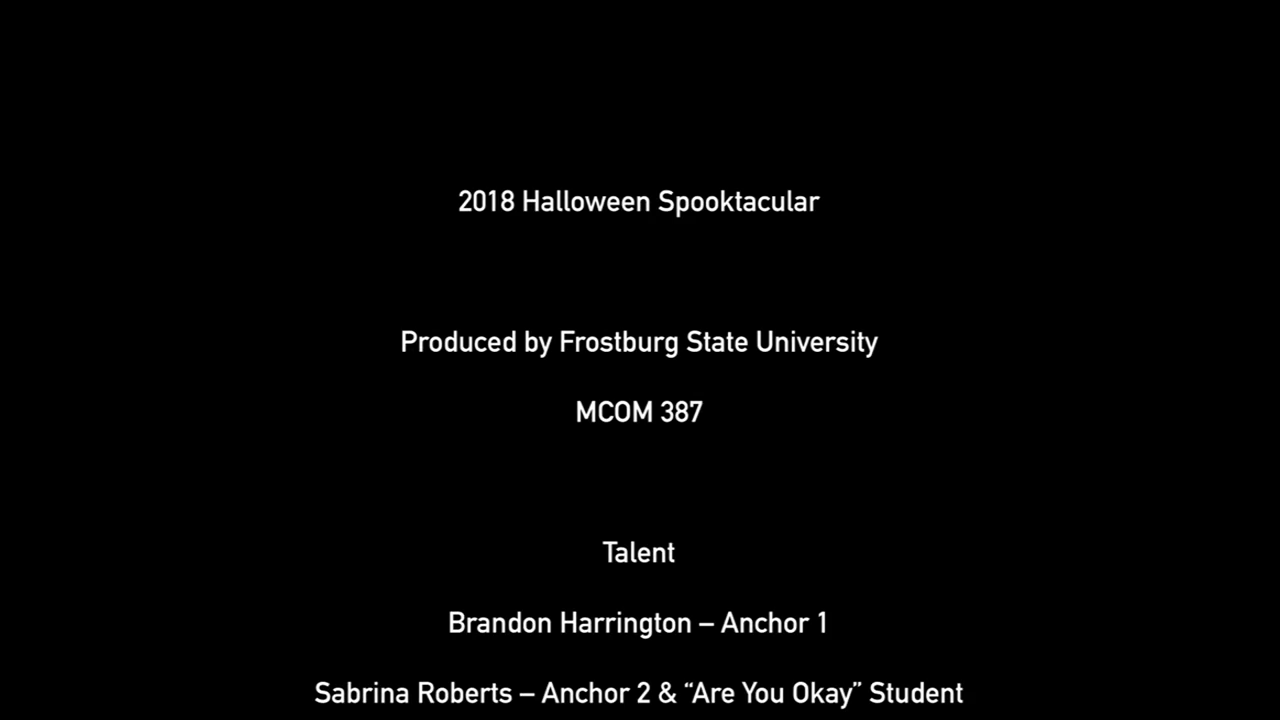 2018 Halloween Spooktacular
Produced by Frostburg State University
MCOM 387
Talent
Brandon Harrington – Anchor 1
Sabrina Roberts – Anchor 2 & “Are You Okay” Student